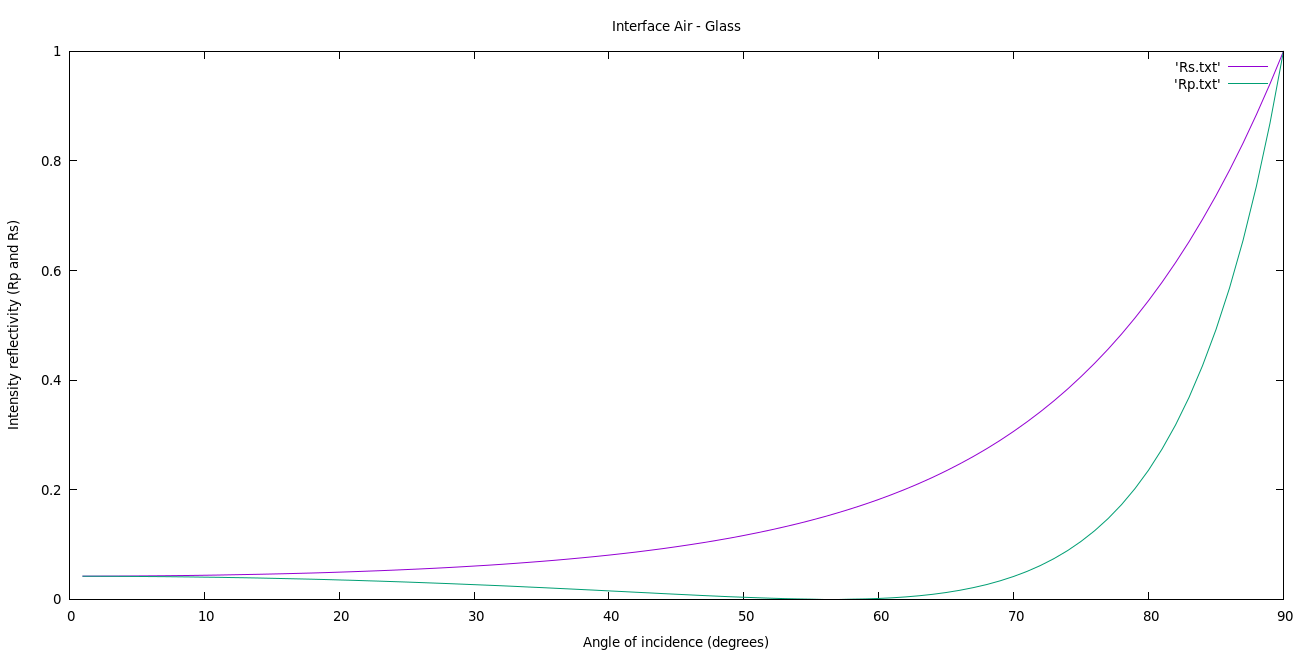 Interface Air - Glass
1
'Rs.txt'
'Rp.txt'
0.8
0.6
0.4
0.2
0
Intensity reflectivity (Rp and Rs)
0 10 20 30 40 50 60 70 80 90
Angle of incidence (degrees)